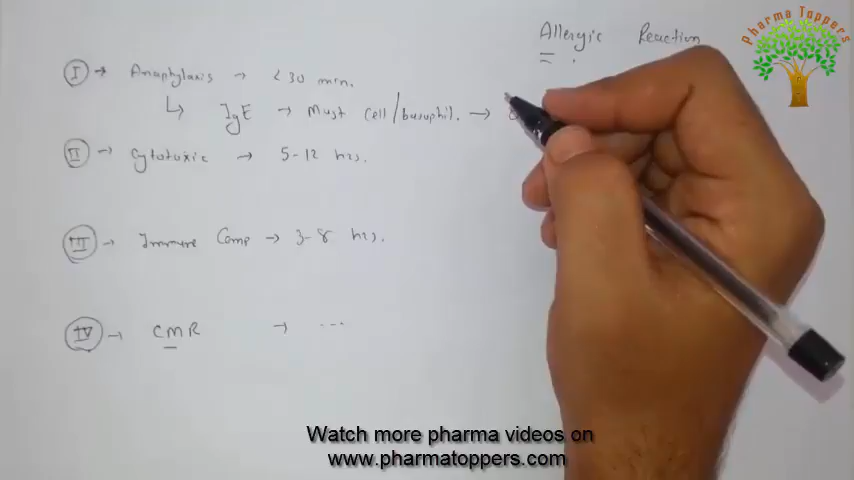 Pharma Toppers
Allergic Reaction
I → Anaphylaxis → < 30 min.
↳ IgE → Must cell/basophil. →
II → Cytotoxic → 5-12 hrs.
III → Immune Comp → 3-8 hrs.
IV → CMR → ---
Watch more pharma videos on
www.pharmatoppers.com